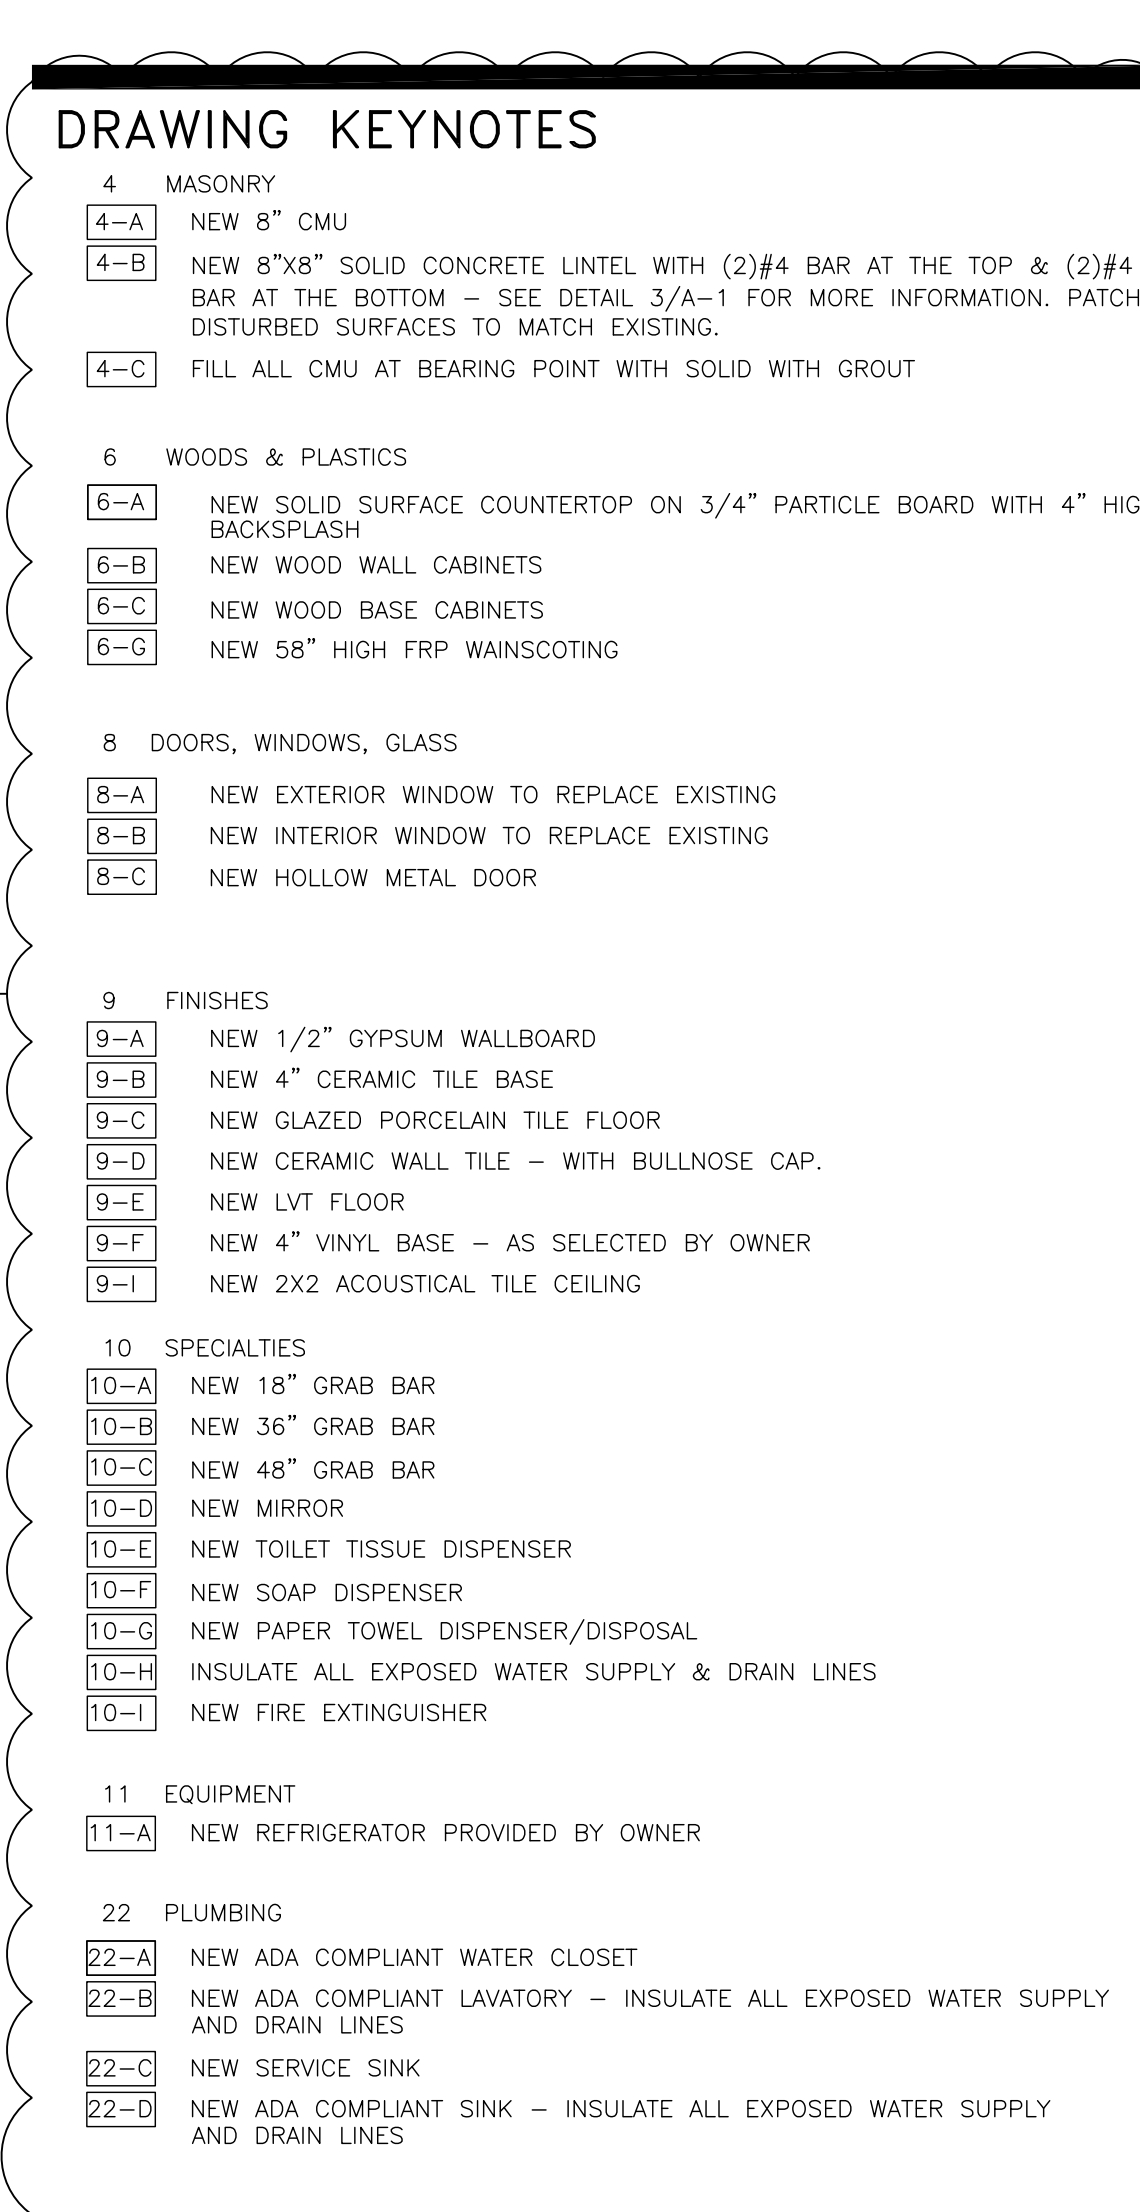 DRAWING KEYNOTES
4 MASONRY
4-A NEW 8" CMU
4-B NEW 8"X8" SOLID CONCRETE LINTEL WITH (2)#4 BAR AT THE TOP & (2)#4
BAR AT THE BOTTOM – SEE DETAIL 3/A-1 FOR MORE INFORMATION. PATCH
DISTURBED SURFACES TO MATCH EXISTING.
4-C FILL ALL CMU AT BEARING POINT WITH SOLID WITH GROUT
6 WOODS & PLASTICS
6-A NEW SOLID SURFACE COUNTERTOP ON 3/4" PARTICLE BOARD WITH 4" HIG
BACKSPLASH
6-B NEW WOOD WALL CABINETS
6-C NEW WOOD BASE CABINETS
6-G NEW 58" HIGH FRP WAINSCOTING
8 DOORS, WINDOWS, GLASS
8-A NEW EXTERIOR WINDOW TO REPLACE EXISTING
8-B NEW INTERIOR WINDOW TO REPLACE EXISTING
8-C NEW HOLLOW METAL DOOR
9 FINISHES
9-A NEW 1/2" GYPSUM WALLBOARD
9-B NEW 4" CERAMIC TILE BASE
9-C NEW GLAZED PORCELAIN TILE FLOOR
9-D NEW CERAMIC WALL TILE – WITH BULLNOSE CAP.
9-E NEW LVT FLOOR
9-F NEW 4" VINYL BASE – AS SELECTED BY OWNER
9-I NEW 2X2 ACOUSTICAL TILE CEILING
10 SPECIALTIES
10-A NEW 18" GRAB BAR
10-B NEW 36" GRAB BAR
10-C NEW 48" GRAB BAR
10-D NEW MIRROR
10-E NEW TOILET TISSUE DISPENSER
10-F NEW SOAP DISPENSER
10-G NEW PAPER TOWEL DISPENSER/DISPOSAL
10-H INSULATE ALL EXPOSED WATER SUPPLY & DRAIN LINES
10-I NEW FIRE EXTINGUISHER
11 EQUIPMENT
11-A NEW REFRIGERATOR PROVIDED BY OWNER
22 PLUMBING
22-A NEW ADA COMPLIANT WATER CLOSET
22-B NEW ADA COMPLIANT LAVATORY – INSULATE ALL EXPOSED WATER SUPPLY
AND DRAIN LINES
22-C NEW SERVICE SINK
22-D NEW ADA COMPLIANT SINK – INSULATE ALL EXPOSED WATER SUPPLY
AND DRAIN LINES